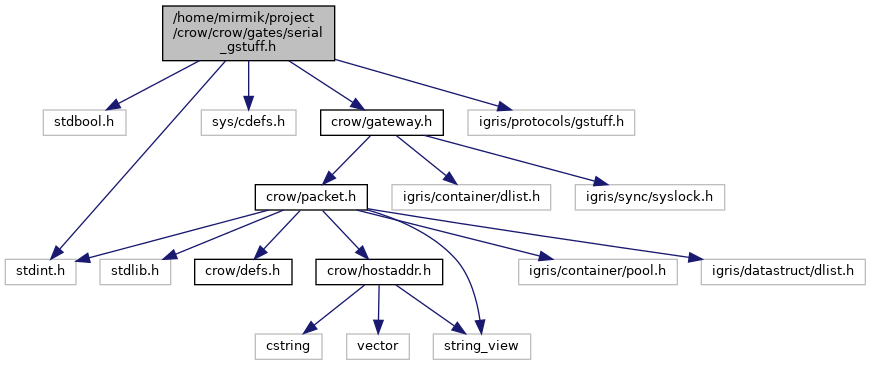 /home/mirmik/project
/crow/crow/gates/serial
_gstuff.h
stdbool.h
sys/cdefs.h
crow/gateway.h
igris/protocols/gstuff.h
crow/packet.h
igris/container/dlist.h
igris/sync/syslock.h
stdint.h
stdlib.h
crow/defs.h
crow/hostaddr.h
igris/container/pool.h
igris/datastruct/dlist.h
cstring
vector
string_view